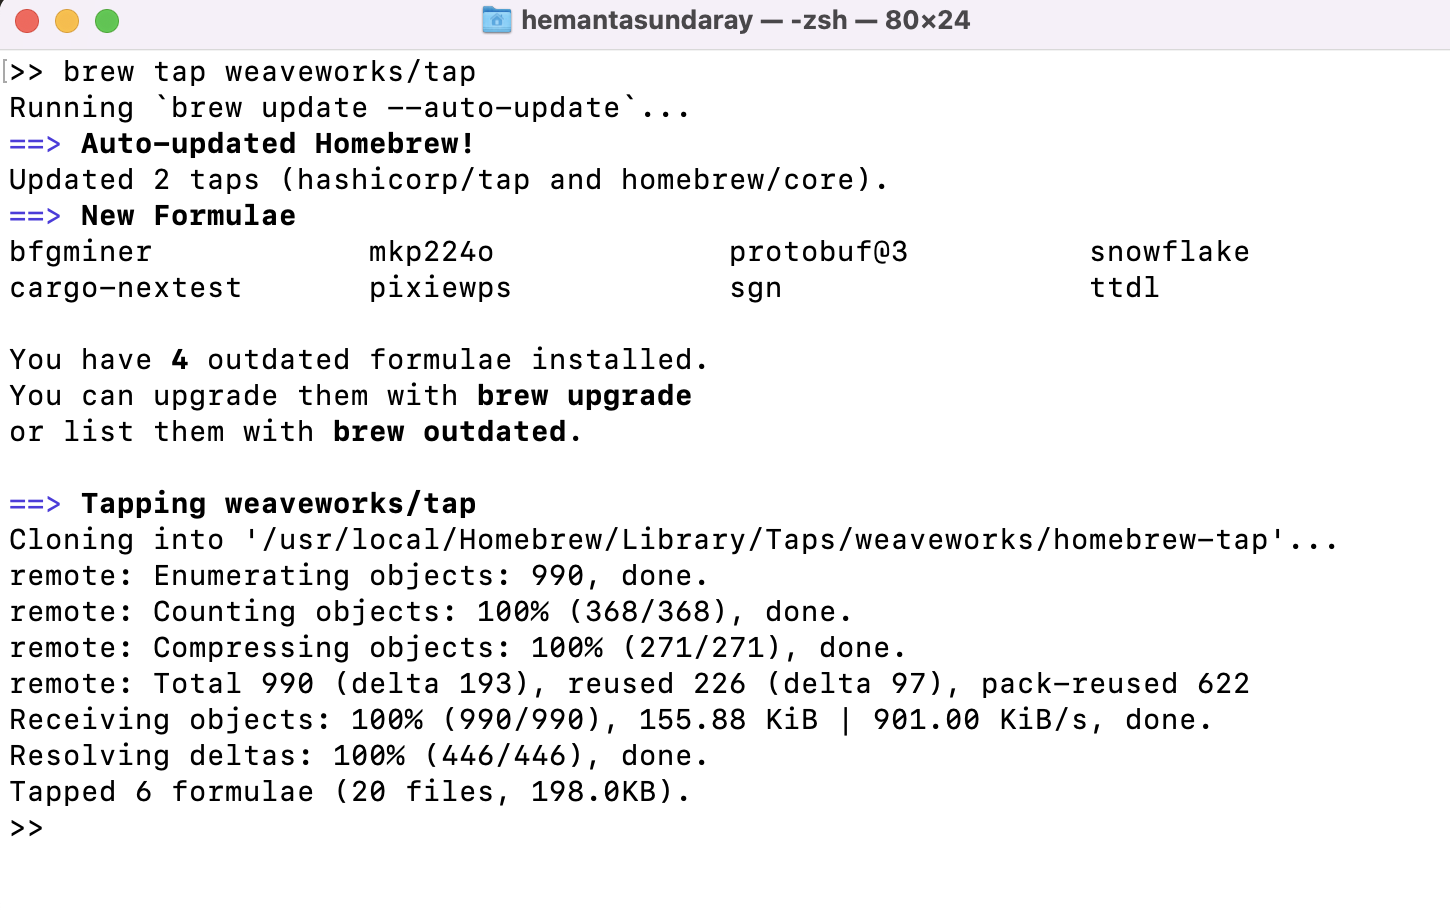 hemantasundaray — -zsh — 80×24
>> brew tap weaveworks/tap
Running `brew update --auto-update`...
==> Auto-updated Homebrew!
Updated 2 taps (hashicorp/tap and homebrew/core).
==> New Formulae
bfgminer            mkp224o             protobuf@3          snowflake
cargo-nextest       pixiewps            sgn                 ttdl

You have 4 outdated formulae installed.
You can upgrade them with brew upgrade
or list them with brew outdated.

==> Tapping weaveworks/tap
Cloning into '/usr/local/Homebrew/Library/Taps/weaveworks/homebrew-tap'...
remote: Enumerating objects: 990, done.
remote: Counting objects: 100% (368/368), done.
remote: Compressing objects: 100% (271/271), done.
remote: Total 990 (delta 193), reused 226 (delta 97), pack-reused 622
Receiving objects: 100% (990/990), 155.88 KiB | 901.00 KiB/s, done.
Resolving deltas: 100% (446/446), done.
Tapped 6 formulae (20 files, 198.0KB).
>>